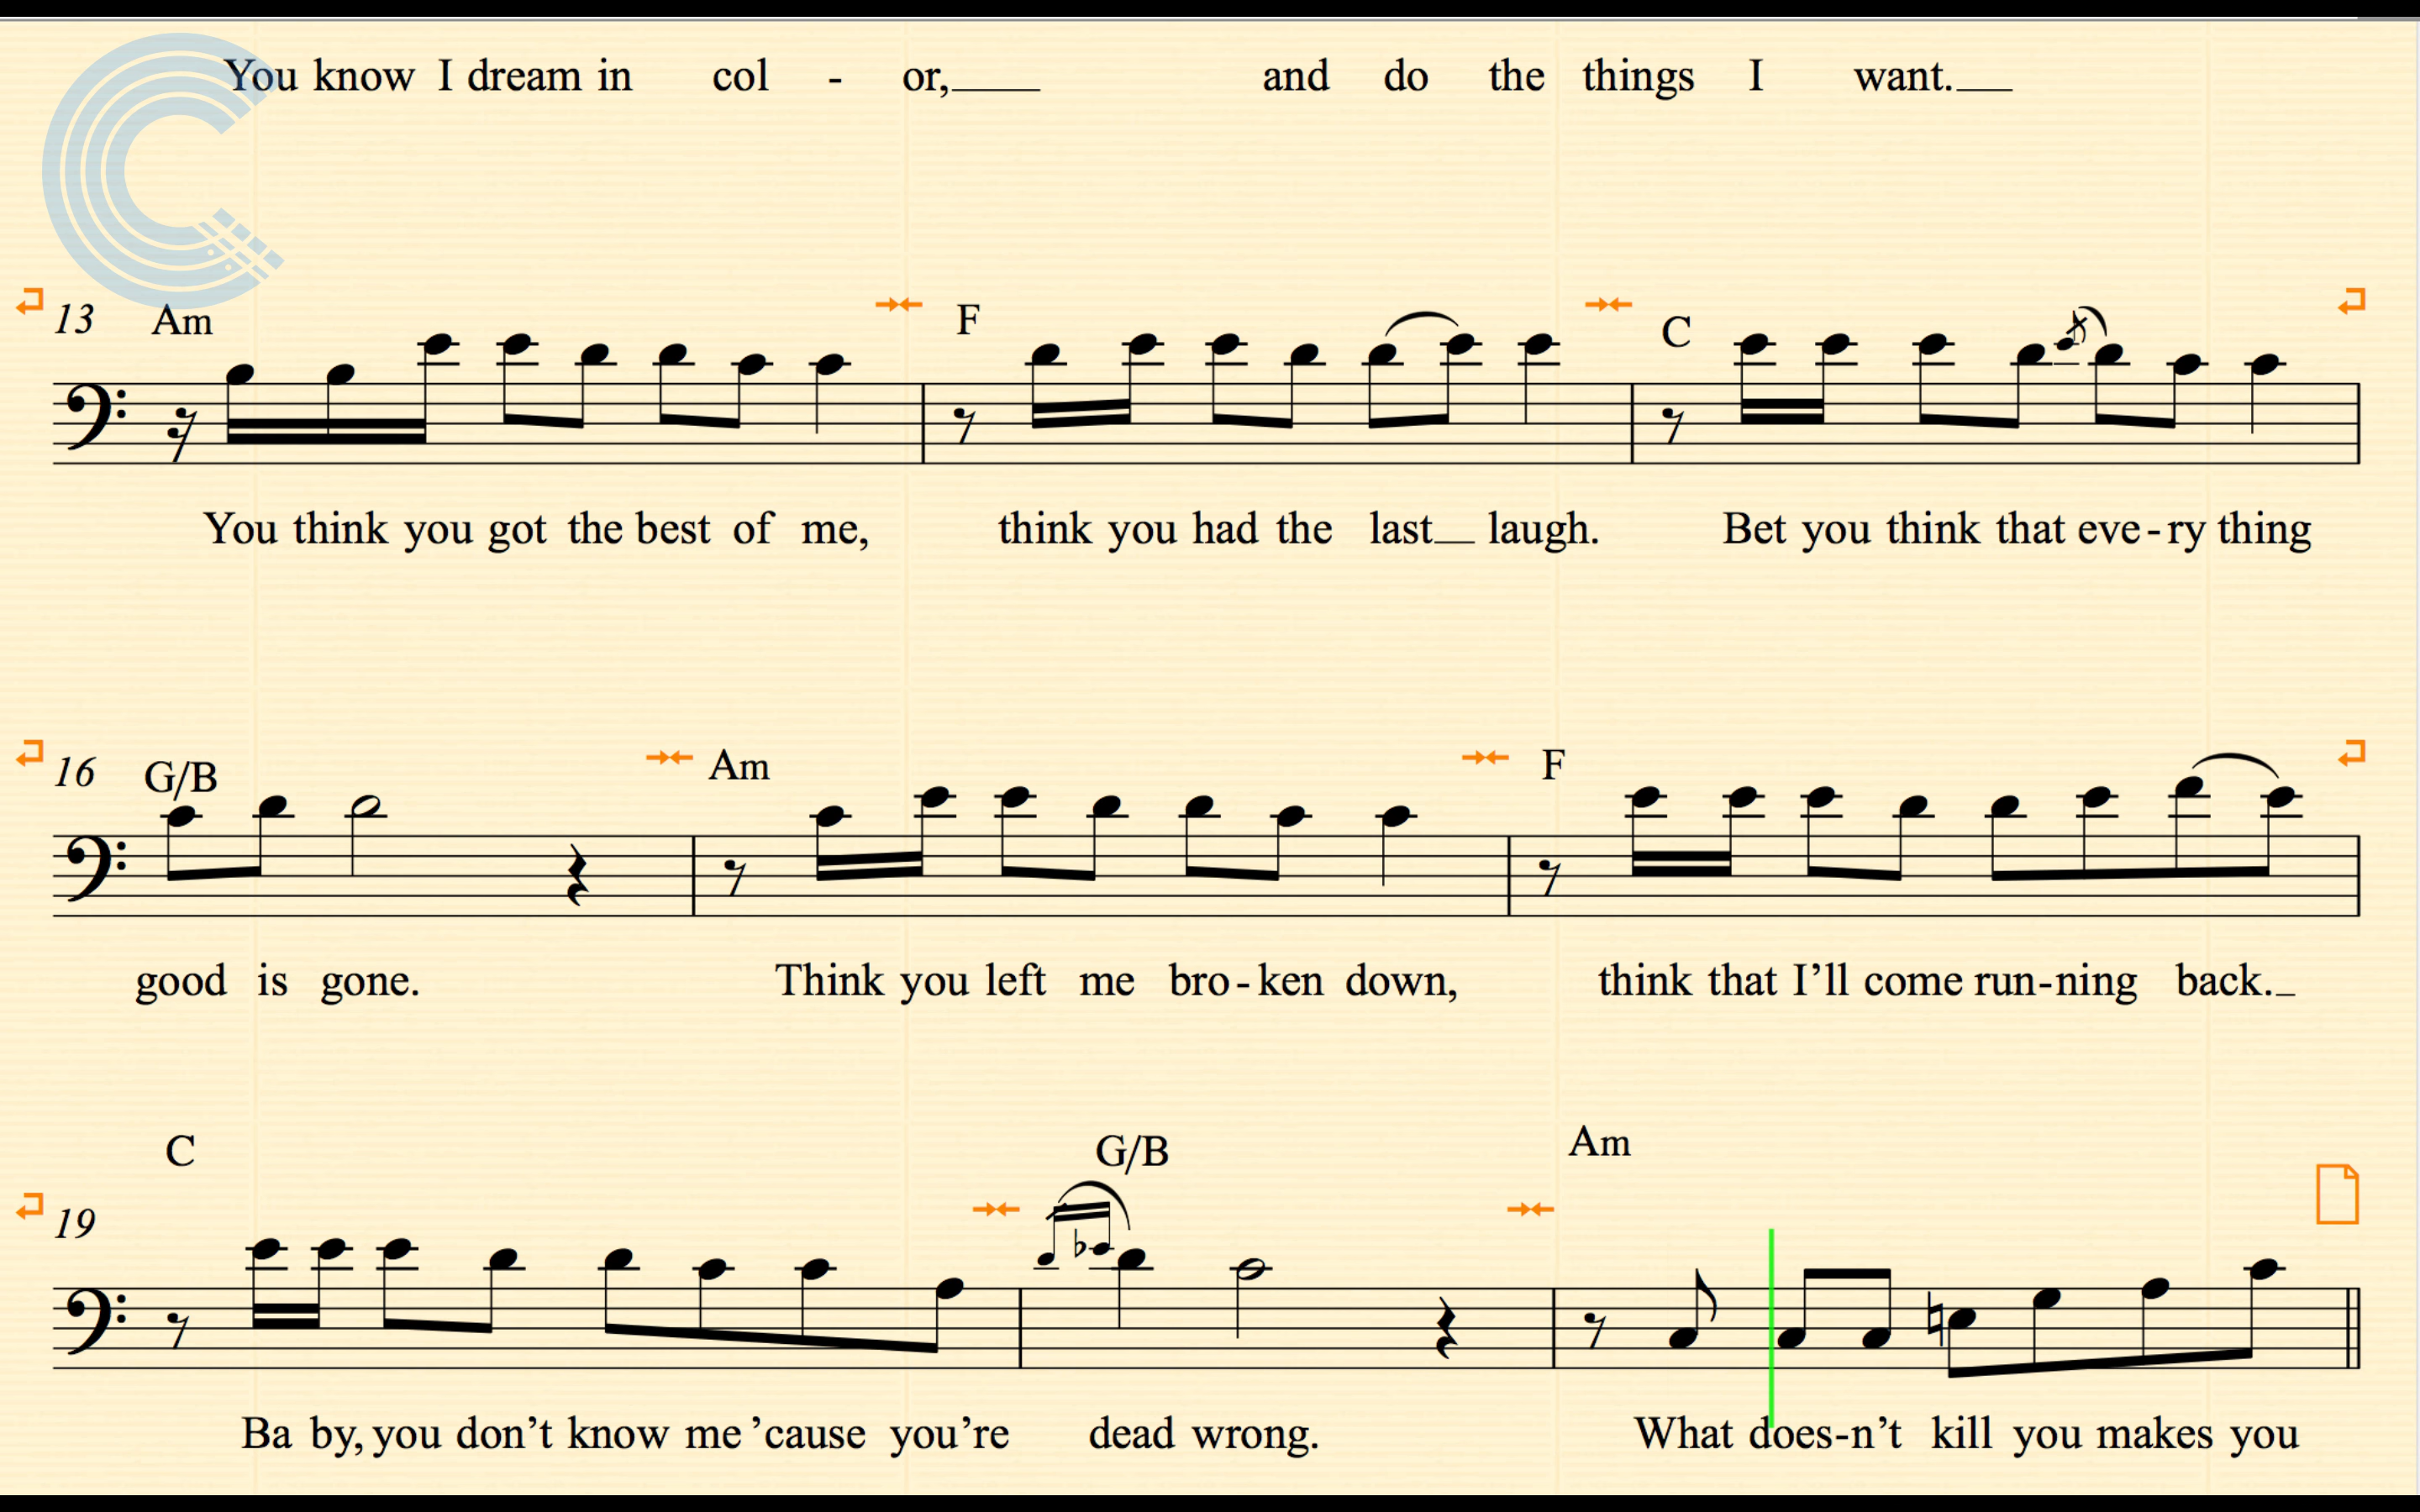 You know I dream in col - or,___ and do the things I want.__
13 Am F C
You think you got the best of me, think you had the last_ laugh. Bet you think that eve-ry thing
16 G/B Am F
good is gone. Think you left me bro-ken down, think that I'll come run-ning back._
C G/B Am
19
Ba by, you don't know me 'cause you're dead wrong. What does-n't kill you makes you